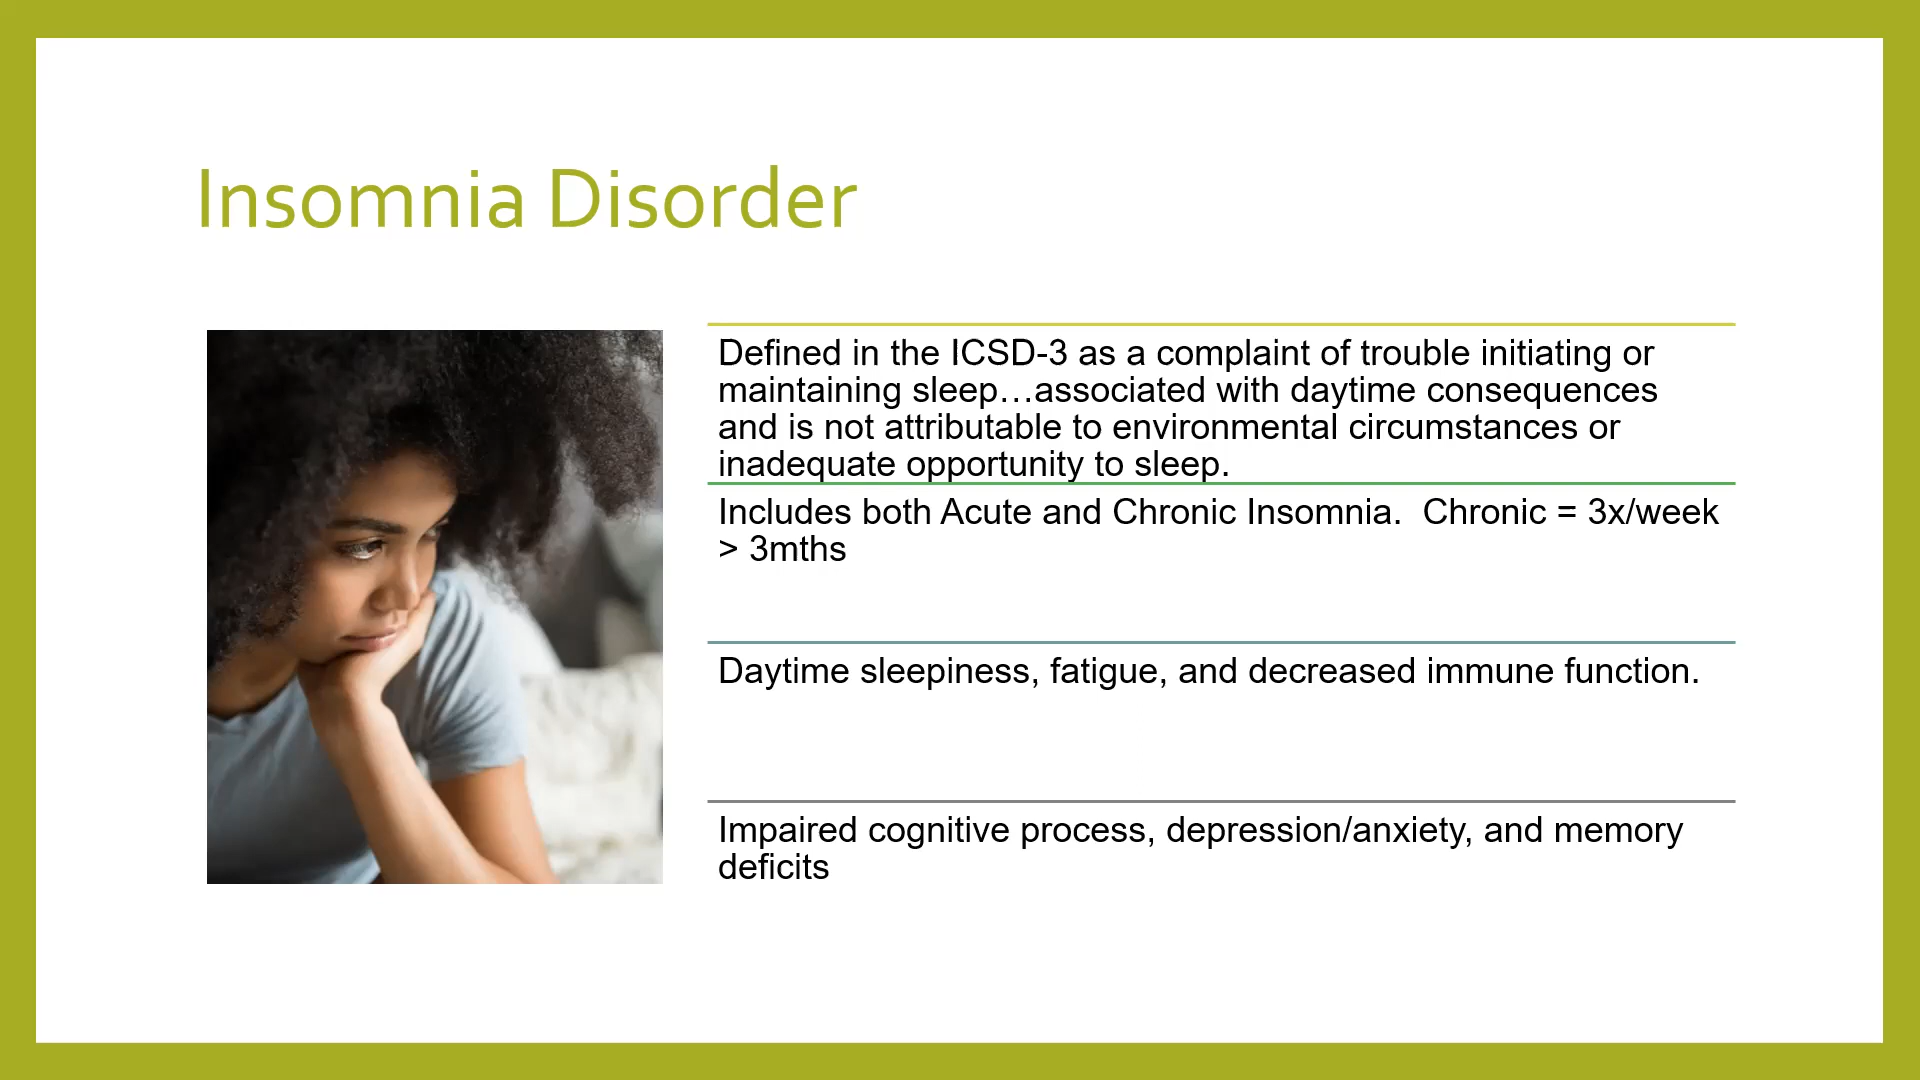 Insomnia Disorder
Defined in the ICSD-3 as a complaint of trouble initiating or
maintaining sleep…associated with daytime consequences
and is not attributable to environmental circumstances or
inadequate opportunity to sleep.
Includes both Acute and Chronic Insomnia.  Chronic = 3x/week
> 3mths
Daytime sleepiness, fatigue, and decreased immune function.
Impaired cognitive process, depression/anxiety, and memory
deficits